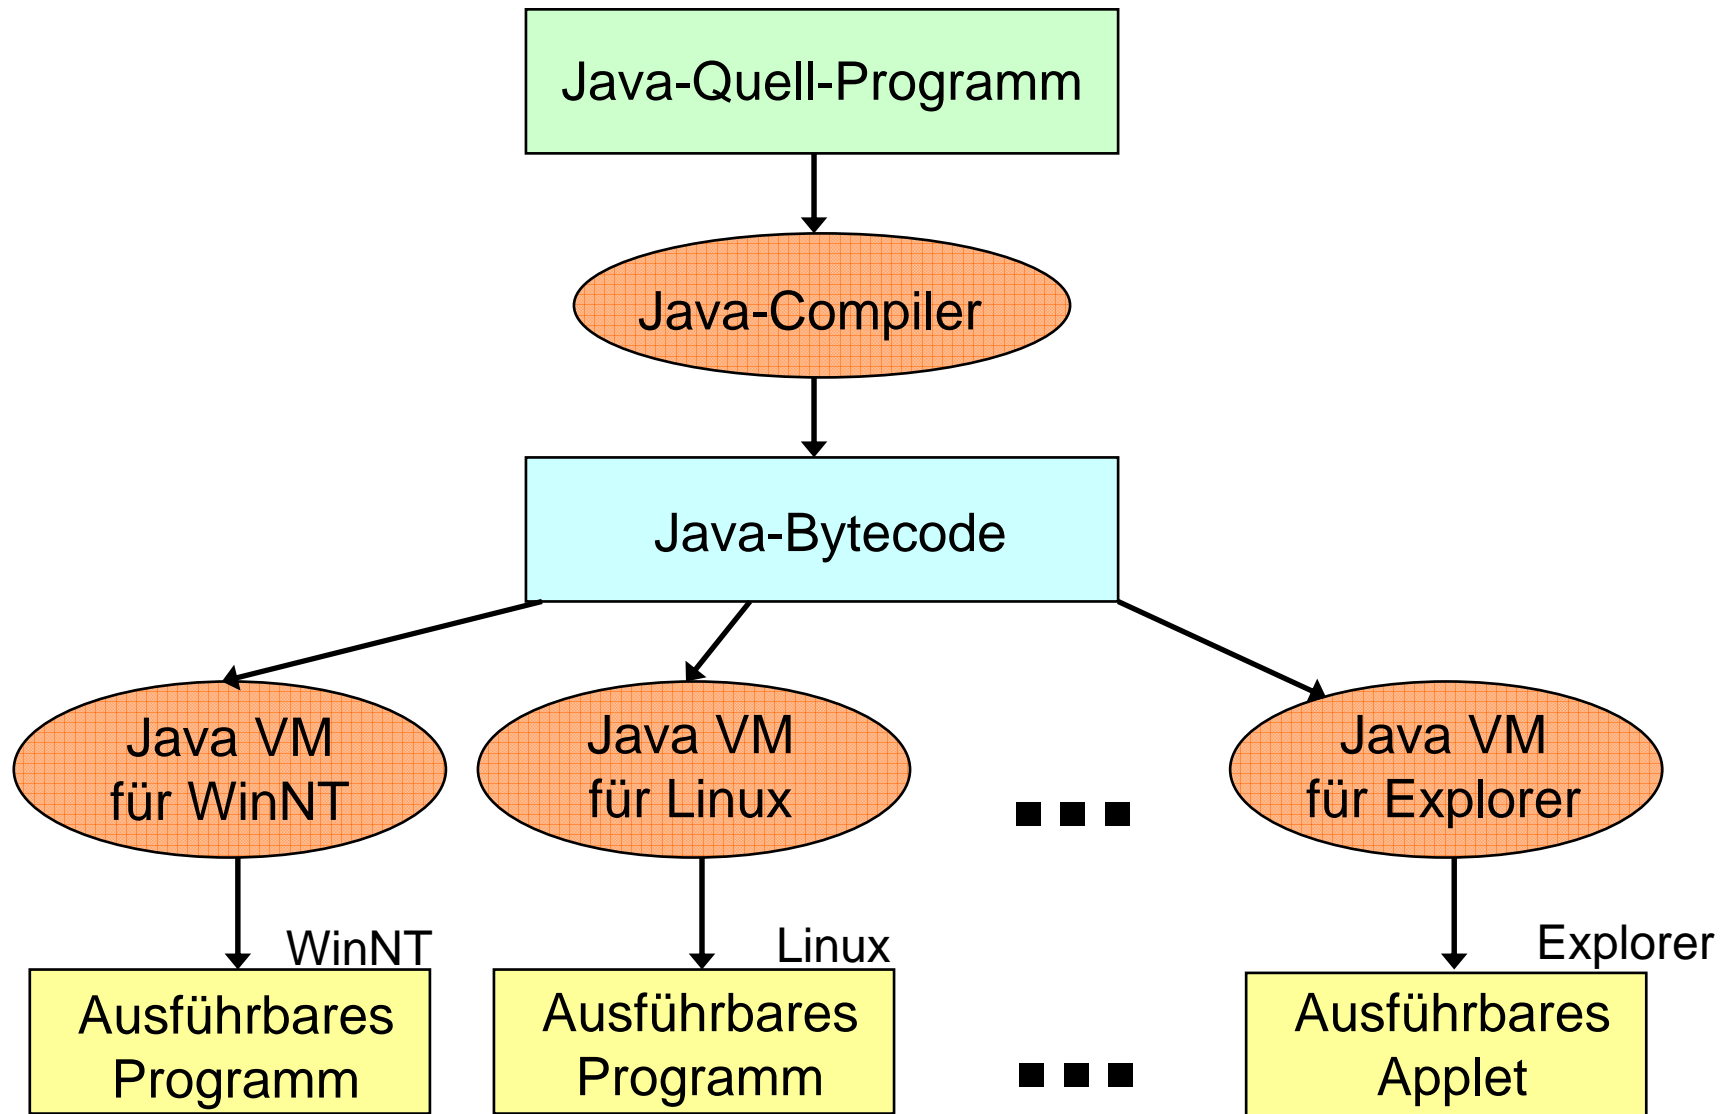 Java-Quell-Programm
Java-Compiler
Java-Bytecode
Java VM
für WinNT
Java VM
für Linux
Java VM
für Explorer
WinNT
Linux
Explorer
Ausführbares
Programm
Ausführbares
Programm
Ausführbares
Applet